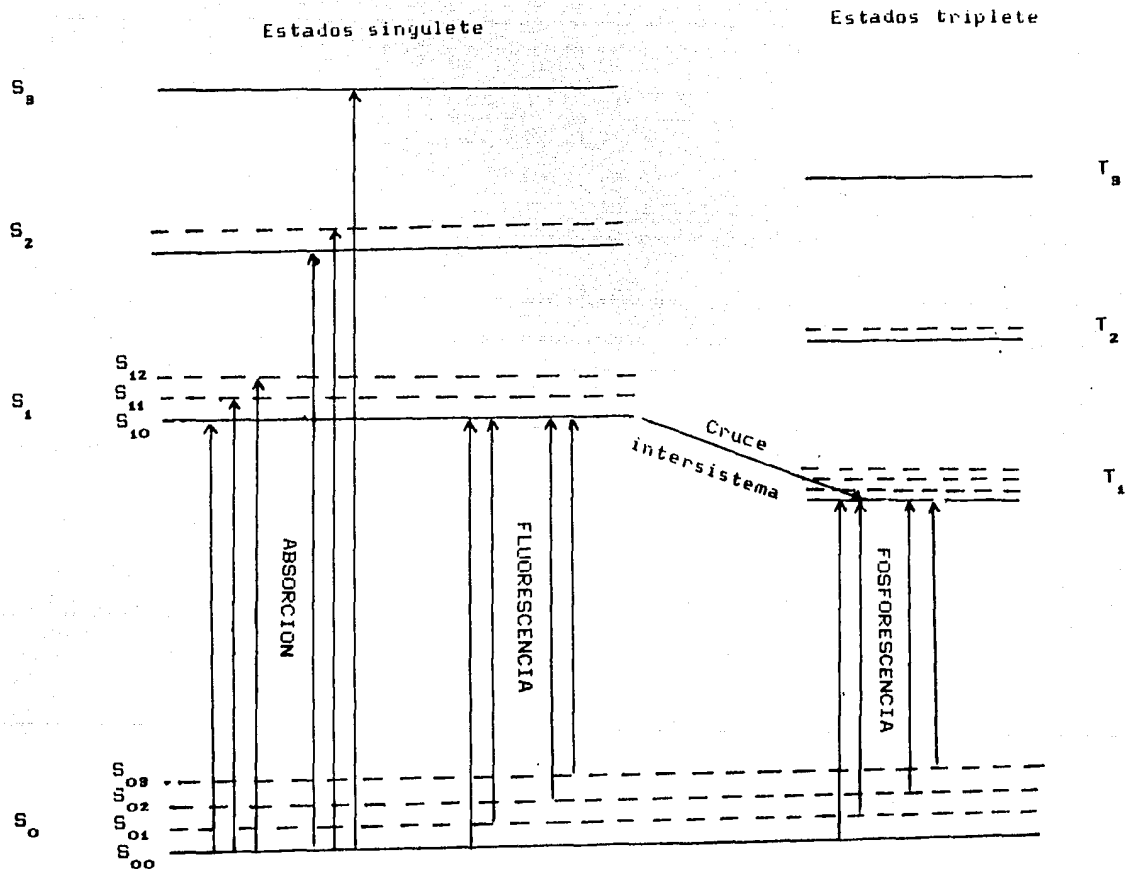 Estados singulete
Estados triplete
S₃
T₃
S₂
T₂
S₁₂
S₁₁
S₁₀
S₁
Cruce
intersistema
T₁
ABSORCION
FLUORESCENCIA
FOSFORESCENCIA
S₀₃
S₀₂
S₀₁
S₀₀
S₀